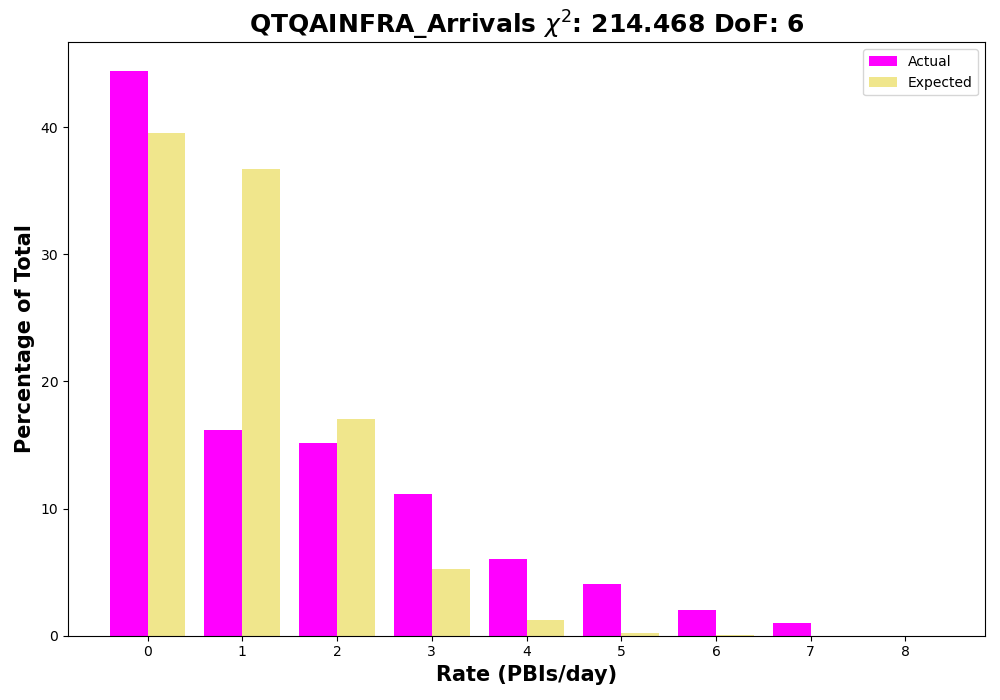 QTQAINFRA_Arrivals χ²: 214.468 DoF: 6
Actual
Expected
Percentage of Total
40
30
20
10
0
0 1 2 3 4 5 6 7 8
Rate (PBIs/day)